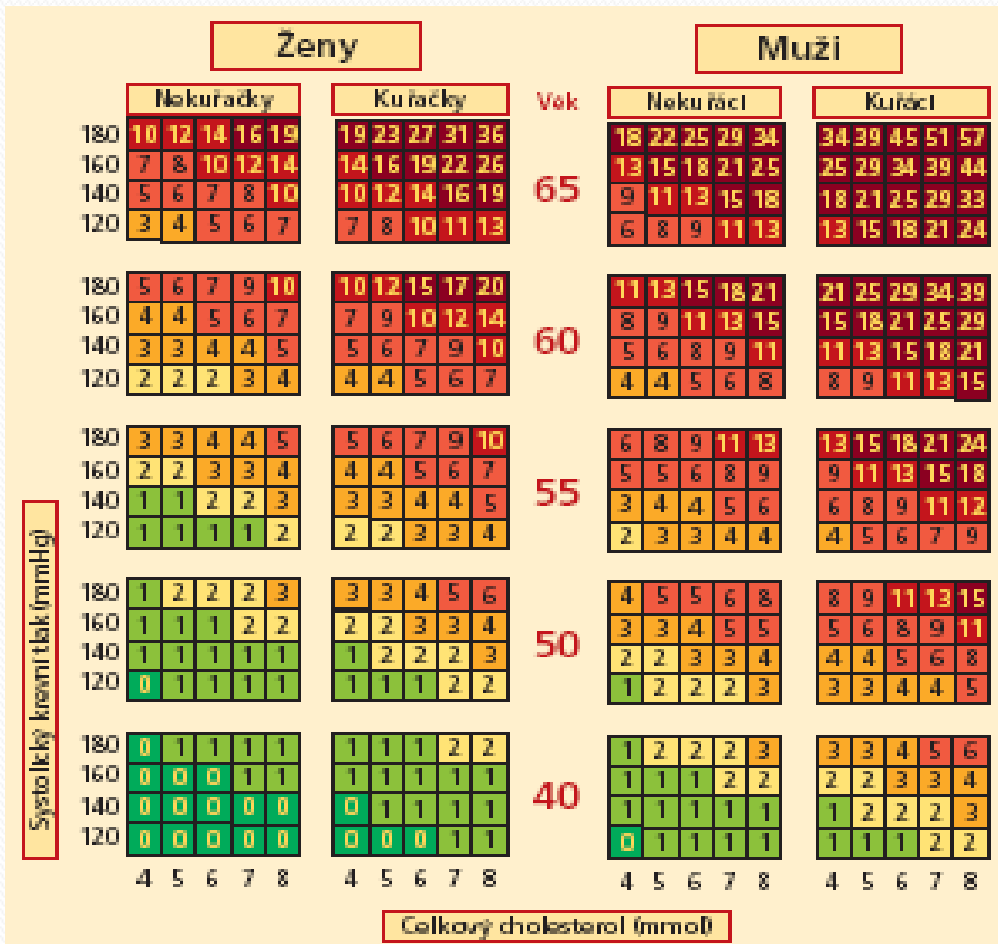 Ženy Muži
Nekuřačky Kuřačky Věk Nekuřáci Kuřáci
180 10 12 14 16 19 19 23 27 31 36 18 22 25 29 34 34 39 45 51 57
160 7 8 10 12 14 14 16 19 22 26 13 15 18 21 25 25 29 34 39 44
65
140 5 6 7 8 10 10 12 14 16 19 9 11 13 15 18 18 21 25 29 33
120 3 4 5 6 7 7 8 10 11 13 6 8 9 11 13 13 15 18 21 24
180 5 6 7 9 10 10 12 15 17 20 11 13 15 18 21 21 25 29 34 39
160 4 4 5 6 7 7 9 10 12 14 8 9 11 13 15 15 18 21 25 29
60
140 3 3 4 4 5 5 6 7 9 10 5 6 8 9 11 11 13 15 18 21
120 2 2 2 3 4 4 4 5 6 7 4 4 5 6 8 8 9 11 13 15
180 3 3 4 4 5 5 6 7 9 10 6 8 9 11 13 13 15 18 21 24
160 2 2 3 3 4 4 4 5 6 7 5 5 6 8 9 9 11 13 15 18
55
140 1 1 2 2 3 3 3 4 4 5 3 4 4 5 6 6 8 9 11 12
120 1 1 1 1 2 2 2 3 3 4 2 3 3 4 4 4 5 6 7 9
180 1 2 2 2 3 3 3 4 5 6 4 5 5 6 8 8 9 11 13 15
160 1 1 1 2 2 2 2 3 3 4 3 3 4 5 5 5 6 8 9 11
50
140 1 1 1 1 1 1 2 2 2 3 2 2 3 3 4 4 4 5 6 8
120 0 1 1 1 1 1 1 1 2 2 1 2 2 2 3 3 3 4 4 5
180 0 1 1 1 1 1 1 1 2 2 1 2 2 2 3 3 3 4 5 6
160 0 0 0 1 1 1 1 1 1 1 1 1 1 2 2 2 2 3 3 4
40
140 0 0 0 0 0 0 1 1 1 1 1 1 1 1 1 1 2 2 2 3
120 0 0 0 0 0 0 0 0 1 1 0 1 1 1 1 1 1 1 2 2
4 5 6 7 8 4 5 6 7 8 4 5 6 7 8 4 5 6 7 8
Systolický krevní tlak (mmHg)
Celkový cholesterol (mmol)